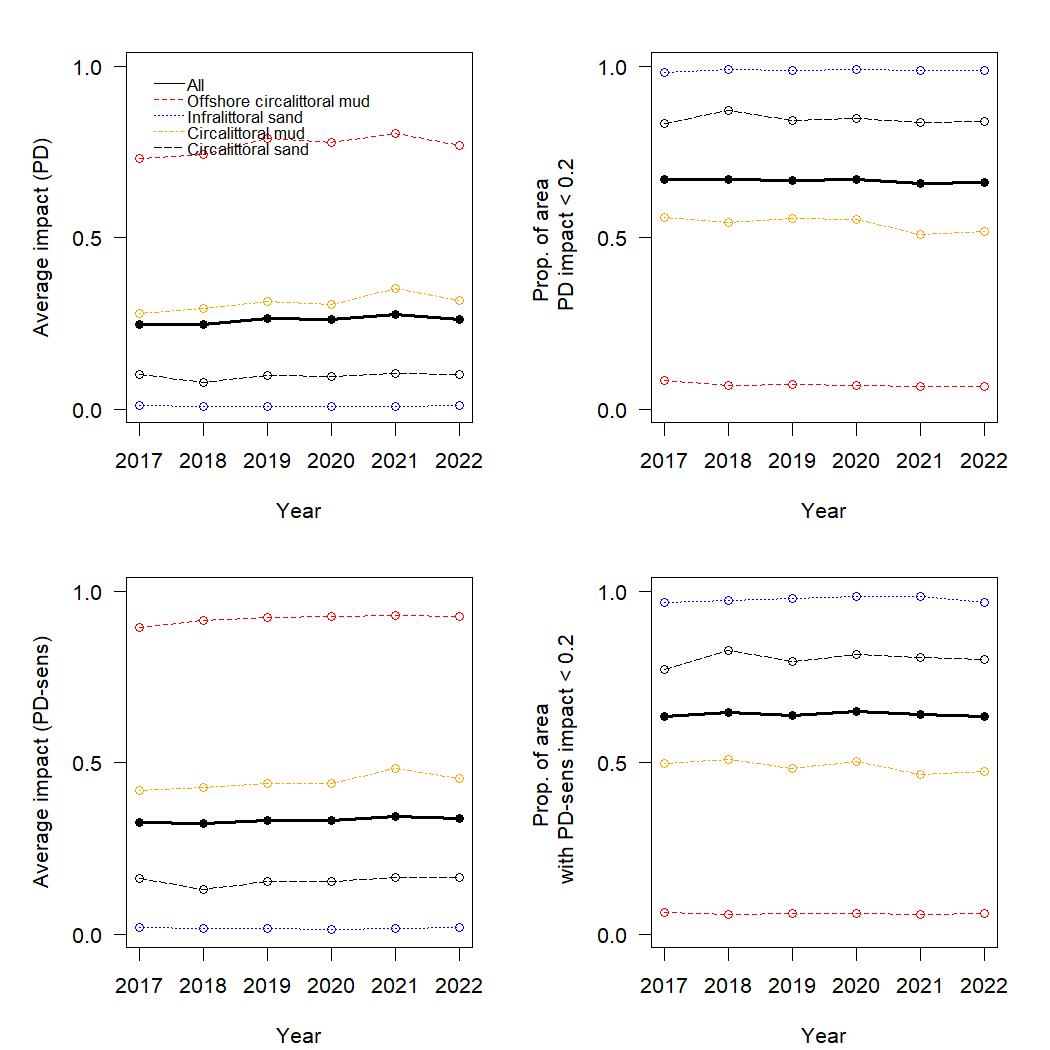 1.0
0.5
0.0
Average impact (PD)
All
Offshore circalittoral mud
Infralittoral sand
Circalittoral mud
Circalittoral sand
2017 2018 2019 2020 2021 2022
Year
1.0
0.5
0.0
Prop. of area
PD impact < 0.2
2017 2018 2019 2020 2021 2022
Year
1.0
0.5
0.0
Average impact (PD-sens)
2017 2018 2019 2020 2021 2022
Year
1.0
0.5
0.0
Prop. of area
with PD-sens impact < 0.2
2017 2018 2019 2020 2021 2022
Year